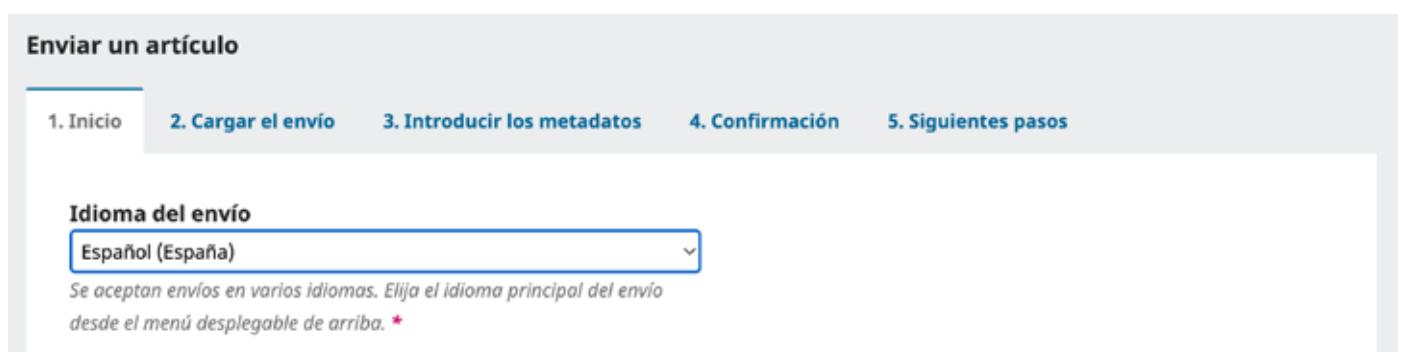 Enviar un artículo
1. Inicio 2. Cargar el envío 3. Introducir los metadatos 4. Confirmación 5. Siguientes pasos
Idioma del envío
Español (España)
Se aceptan envíos en varios idiomas. Elija el idioma principal del envío
desde el menú desplegable de arriba. *